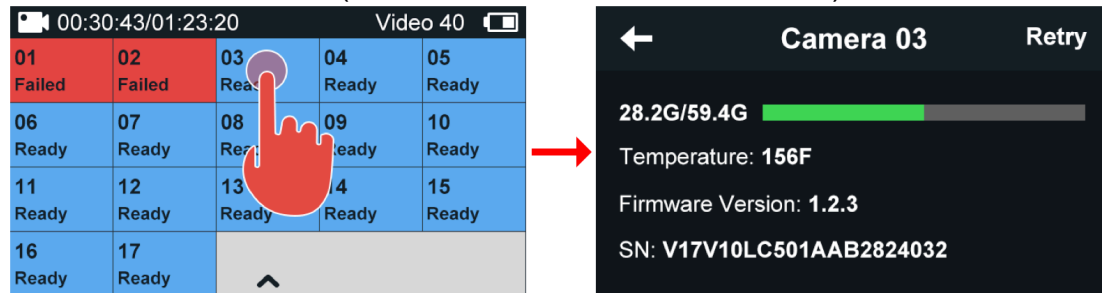 00:30:43/01:23:20 Video 40
01 02 03 04 05
Failed Failed Ready Ready
06 07 08 09 10
Ready Ready Ready
11 12 13 15
Ready Ready Ready Ready Ready
16 17
Ready Ready
Camera 03 Retry
28.2G/59.4G
Temperature: 156F
Firmware Version: 1.2.3
SN: V17V10LC501AAB2824032